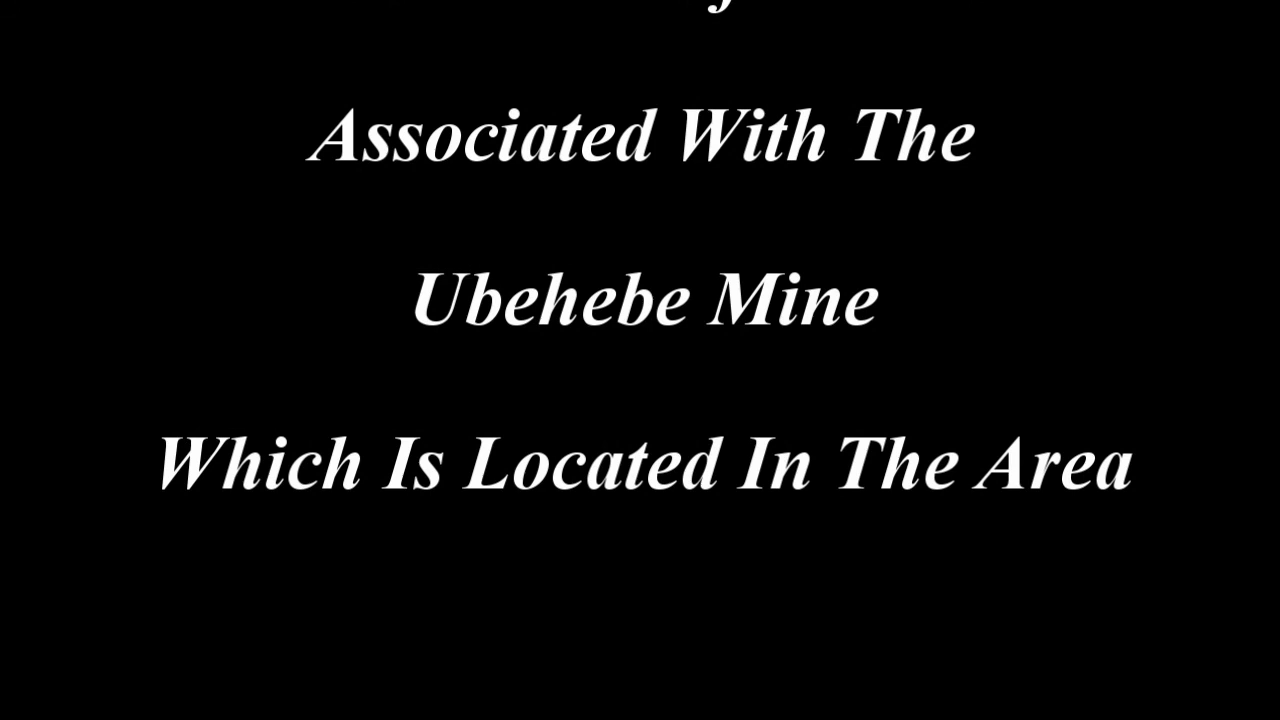 Associated With The
Ubehebe Mine
Which Is Located In The Area